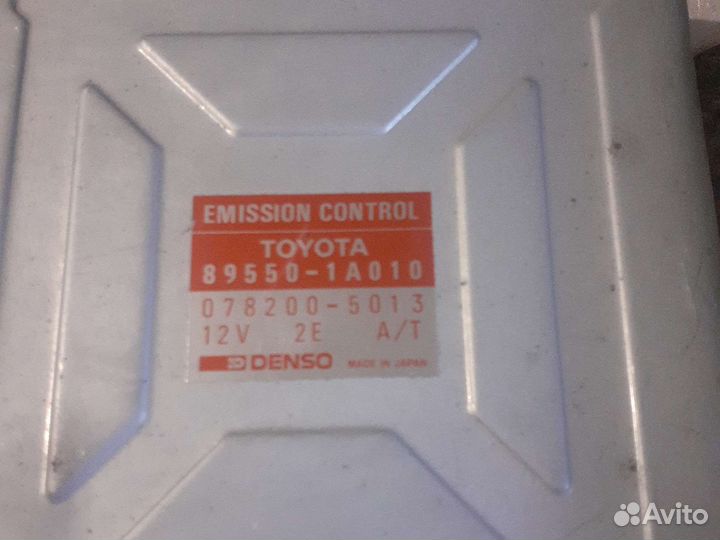 EMISSION CONTROL
TOYOTA
89550-1A010
078200-5013
12V 2E A/T
DENSO MADE IN JAPAN
Avito